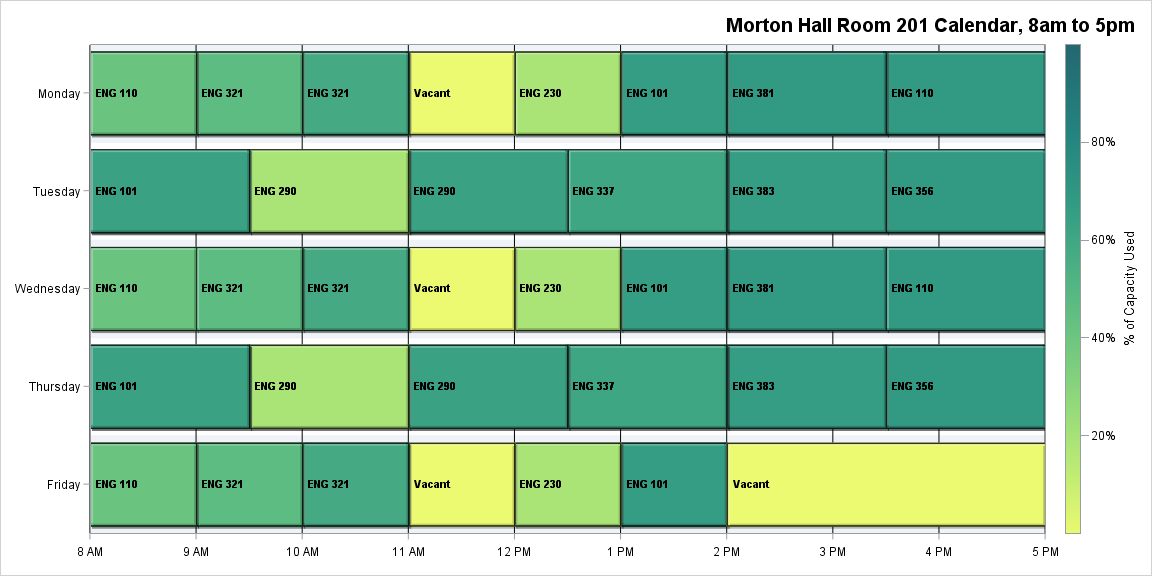 Morton Hall Room 201 Calendar, 8am to 5pm
Monday
ENG 110
ENG 321
ENG 321
Vacant
ENG 230
ENG 101
ENG 381
ENG 110
Tuesday
ENG 101
ENG 290
ENG 290
ENG 337
ENG 383
ENG 356
Wednesday
ENG 110
ENG 321
ENG 321
Vacant
ENG 230
ENG 101
ENG 381
ENG 110
Thursday
ENG 101
ENG 290
ENG 290
ENG 337
ENG 383
ENG 356
Friday
ENG 110
ENG 321
ENG 321
Vacant
ENG 230
ENG 101
Vacant
8 AM
9 AM
10 AM
11 AM
12 PM
1 PM
2 PM
3 PM
4 PM
5 PM
80%
60%
40%
20%
% of Capacity Used